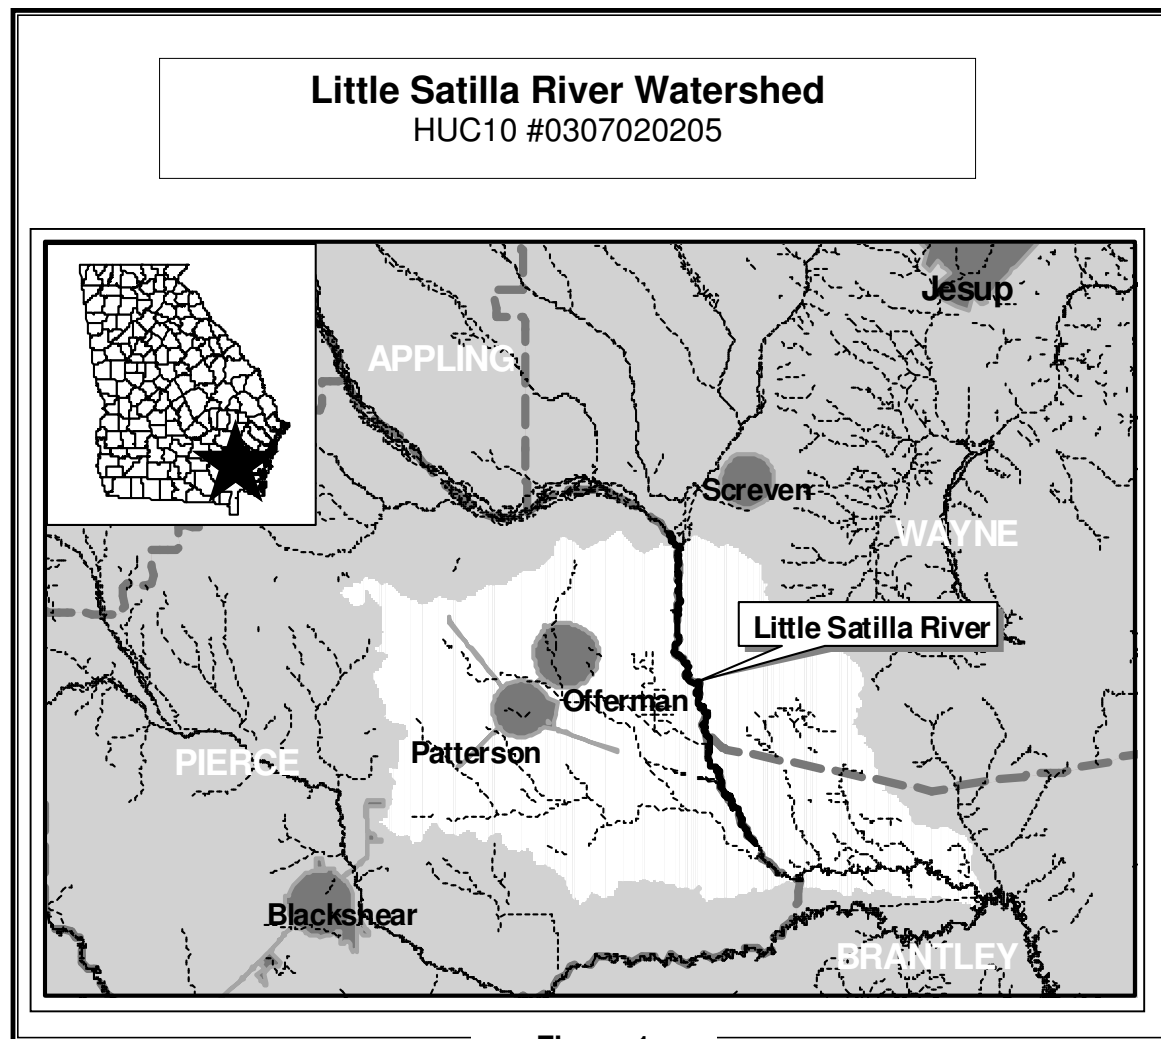 Little Satilla River Watershed
HUC10 #0307020205
Jesup
APPLING
Screven
WAYNE
Little Satilla River
Offerman
Patterson
PIERCE
Blackshear
BRANTLEY